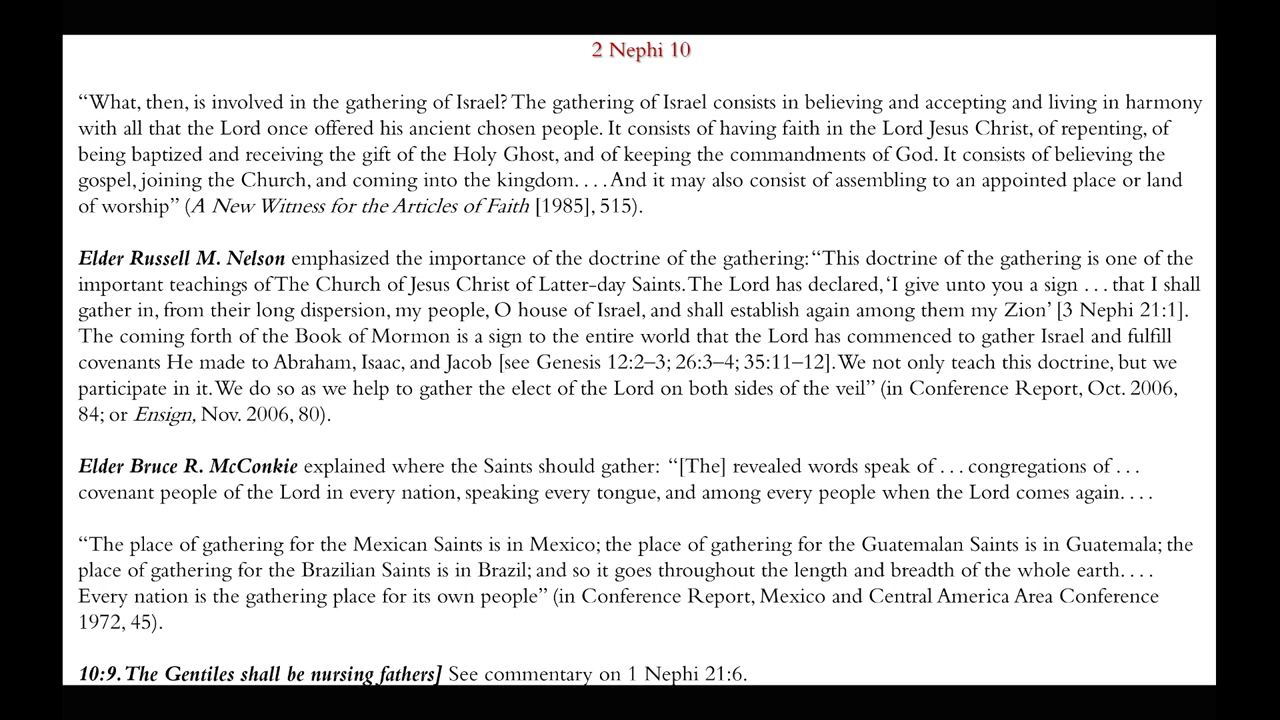 2 Nephi 10
“What, then, is involved in the gathering of Israel? The gathering of Israel consists in believing and accepting and living in harmony
with all that the Lord once offered his ancient chosen people. It consists of having faith in the Lord Jesus Christ, of repenting, of
being baptized and receiving the gift of the Holy Ghost, and of keeping the commandments of God. It consists of believing the
gospel, joining the Church, and coming into the kingdom. . . . And it may also consist of assembling to an appointed place or land
of worship” (A New Witness for the Articles of Faith [1985], 515).
Elder Russell M. Nelson emphasized the importance of the doctrine of the gathering: “This doctrine of the gathering is one of the
important teachings of The Church of Jesus Christ of Latter-day Saints. The Lord has declared, ‘I give unto you a sign . . . that I shall
gather in, from their long dispersion, my people, O house of Israel, and shall establish again among them my Zion’ [3 Nephi 21:1].
The coming forth of the Book of Mormon is a sign to the entire world that the Lord has commenced to gather Israel and fulfill
covenants He made to Abraham, Isaac, and Jacob [see Genesis 12:2–3; 26:3–4; 35:11–12]. We not only teach this doctrine, but we
participate in it. We do so as we help to gather the elect of the Lord on both sides of the veil” (in Conference Report, Oct. 2006,
84; or Ensign, Nov. 2006, 80).
Elder Bruce R. McConkie explained where the Saints should gather: “[The] revealed words speak of . . . congregations of . . .
covenant people of the Lord in every nation, speaking every tongue, and among every people when the Lord comes again. . . .
“The place of gathering for the Mexican Saints is in Mexico; the place of gathering for the Guatemalan Saints is in Guatemala; the
place of gathering for the Brazilian Saints is in Brazil; and so it goes throughout the length and breadth of the whole earth. . . .
Every nation is the gathering place for its own people” (in Conference Report, Mexico and Central America Area Conference
1972, 45).
10:9. The Gentiles shall be nursing fathers] See commentary on 1 Nephi 21:6.